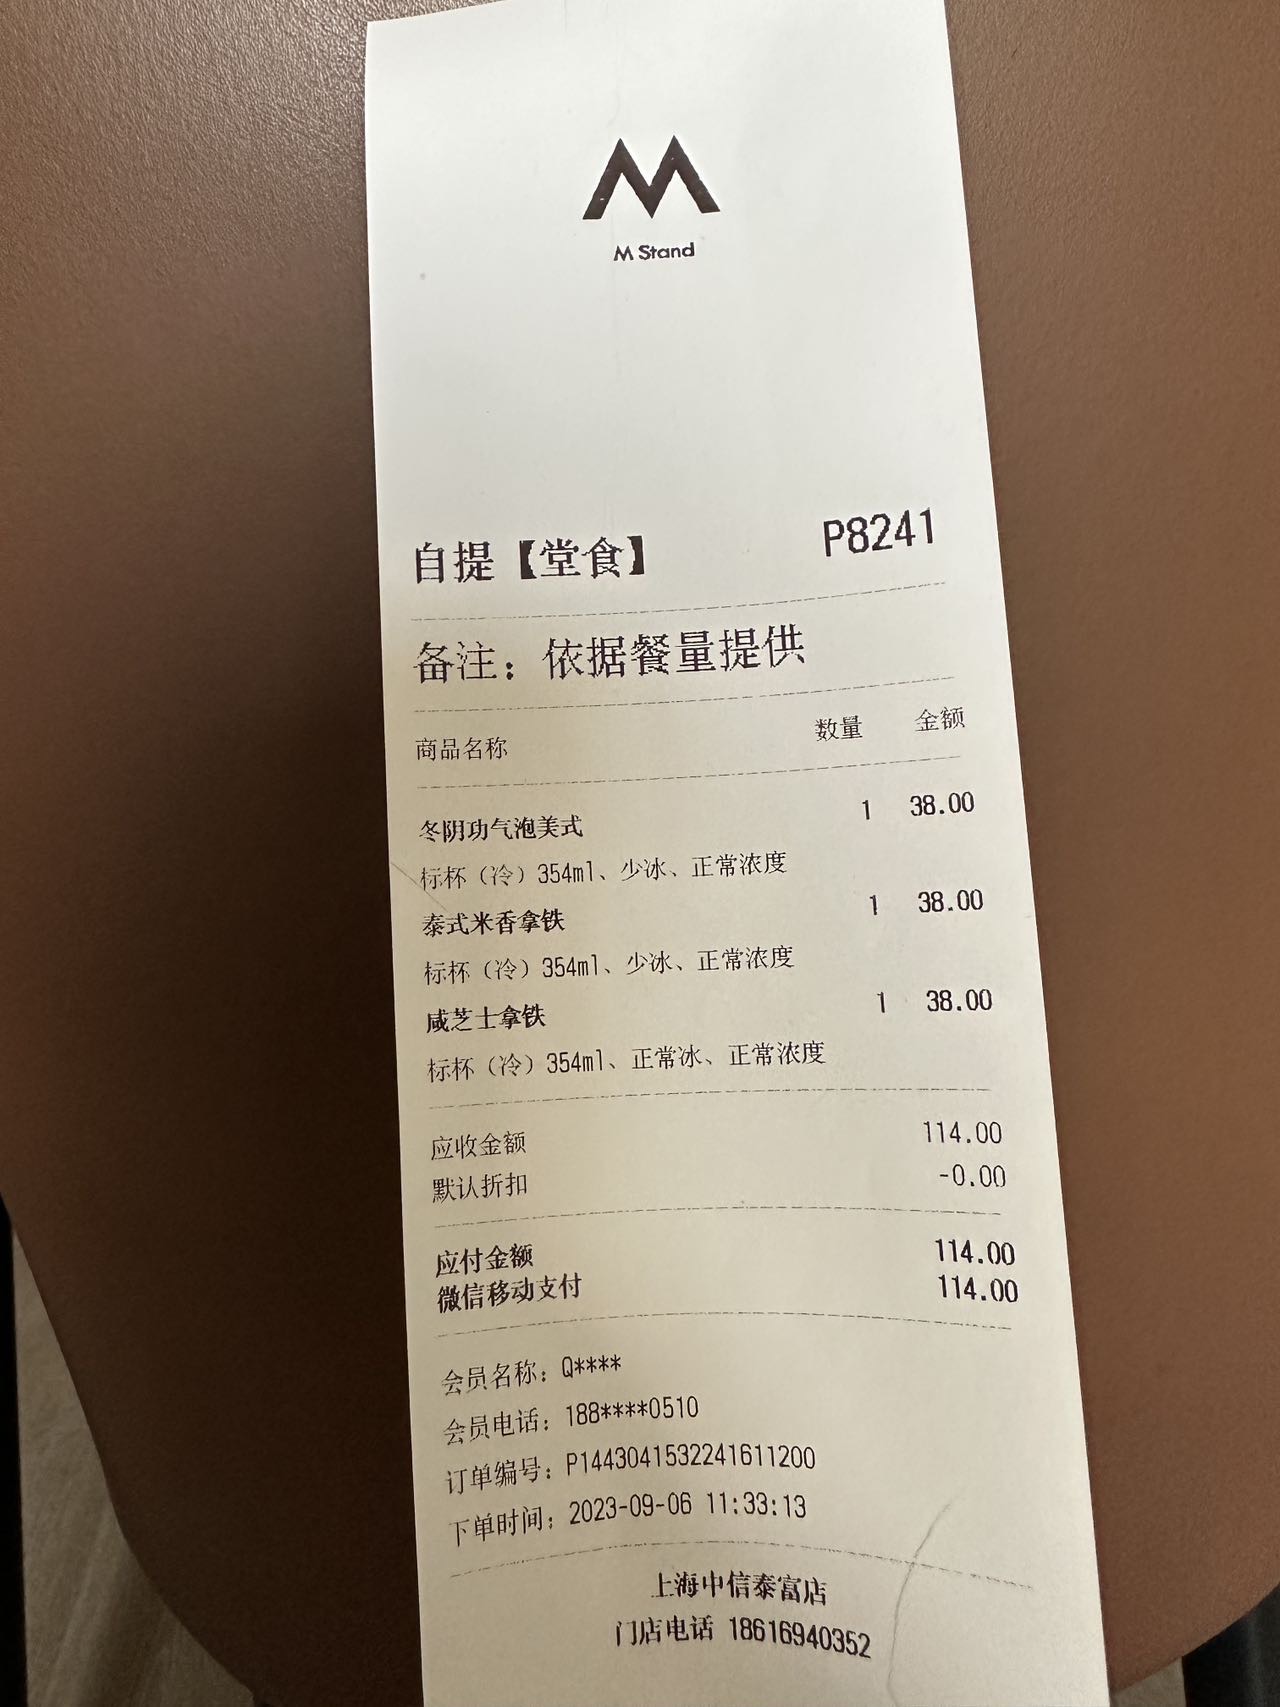 M Stand
自提【堂食】 P8241
备注：依据餐量提供
商品名称 数量 金额
冬阴功气泡美式 1 38.00
标杯（冷）354ml、少冰、正常浓度
泰式米香拿铁 1 38.00
标杯（冷）354ml、少冰、正常浓度
咸芝士拿铁 1 38.00
标杯（冷）354ml、正常冰、正常浓度
应收金额 114.00
默认折扣 -0.00
应付金额 114.00
微信移动支付 114.00
会员名称：Q****
会员电话：188****0510
订单编号：P1443041532241611200
下单时间：2023-09-06 11:33:13
上海中信泰富店
门店电话 18616940352